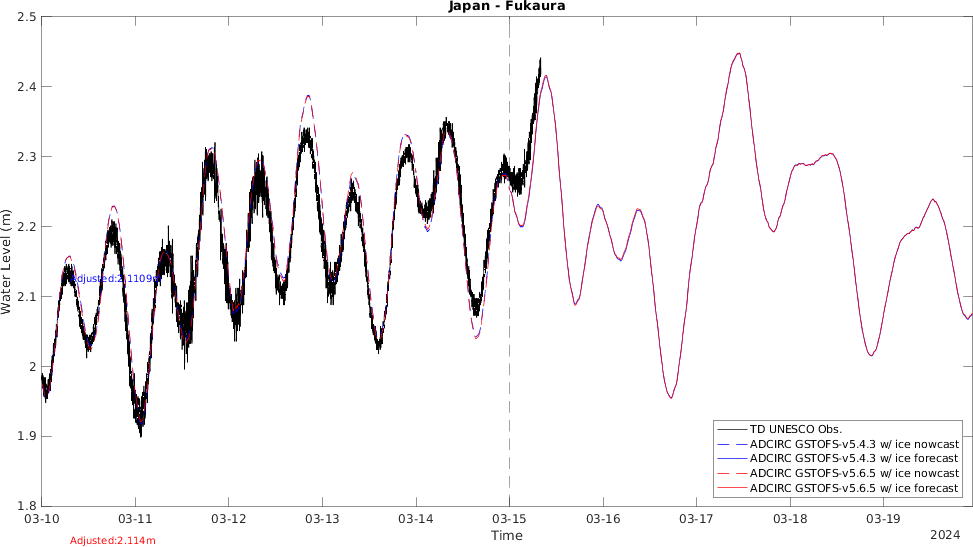 Japan - Fukaura
2.5
2.4
2.3
2.2
2.1
2
1.9
1.8
Water Level (m)
Adjusted:2.1109m
TD UNESCO Obs.
ADCIRC GSTOFS-v5.4.3 w/ ice nowcast
ADCIRC GSTOFS-v5.4.3 w/ ice forecast
ADCIRC GSTOFS-v5.6.5 w/ ice nowcast
ADCIRC GSTOFS-v5.6.5 w/ ice forecast
03-10 03-11 03-12 03-13 03-14 03-15 03-16 03-17 03-18 03-19
Time
2024
Adjusted:2.114m